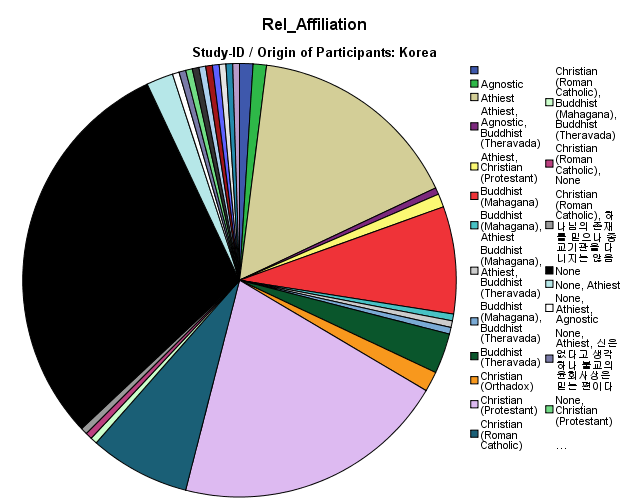 Rel_Affiliation
Study-ID / Origin of Participants: Korea
Agnostic
Athiest
Athiest,
Agnostic,
Buddhist
(Theravada)
Athiest,
Christian
(Protestant)
Buddhist
(Mahagana)
Buddhist
(Mahagana),
Athiest
Buddhist
(Mahagana),
Athiest,
Buddhist
(Theravada)
Buddhist
(Mahagana),
Buddhist
(Theravada)
Buddhist
(Theravada)
Christian
(Orthodox)
Christian
(Protestant)
Christian
(Roman
Catholic)
Christian
(Roman
Catholic),
Buddhist
(Mahagana),
Buddhist
(Theravada)
Christian
(Roman
Catholic),
None
Christian
(Roman
Catholic), 하
나님의 존재
를 믿으나 종
교기관을 다
니지는 않음
None
None, Athiest
None,
Athiest,
Agnostic
None,
Athiest, 신은
없다고 생각
하나 불교의
윤회사상은
믿는 편이다
None,
Christian
(Protestant)
...